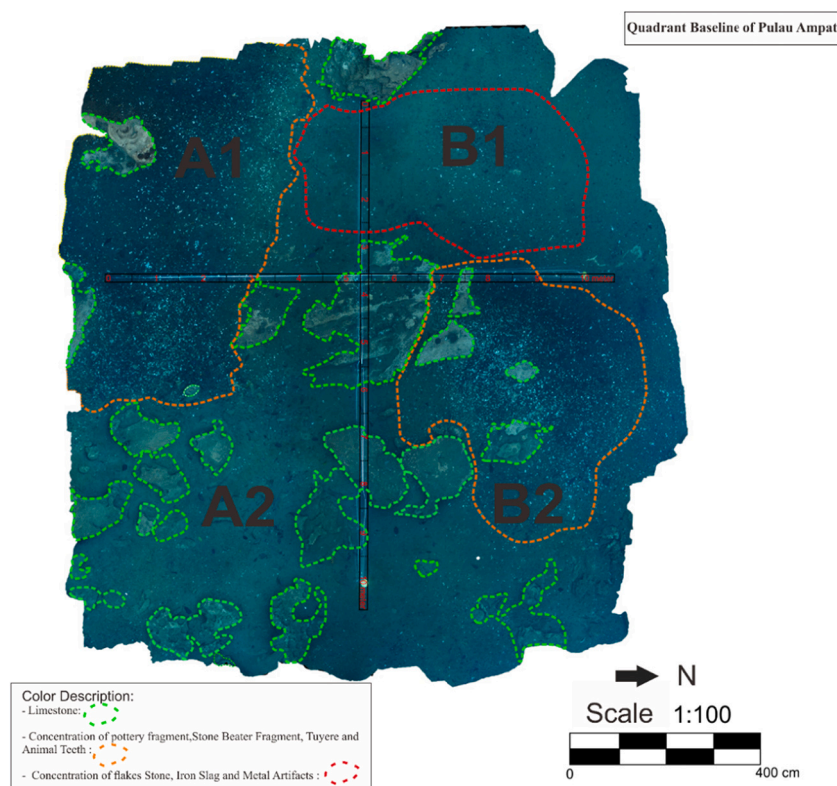 Quadrant Baseline of Pulau Ampat
A1
B1
A2
B2
N
Scale 1:100
0 400 cm
Color Description:
- Limestone:
- Concentration of pottery fragment,Stone Beater Fragment, Tuyere and
Animal Teeth :
- Concentration of flakes Stone, Iron Slag and Metal Artifacts :